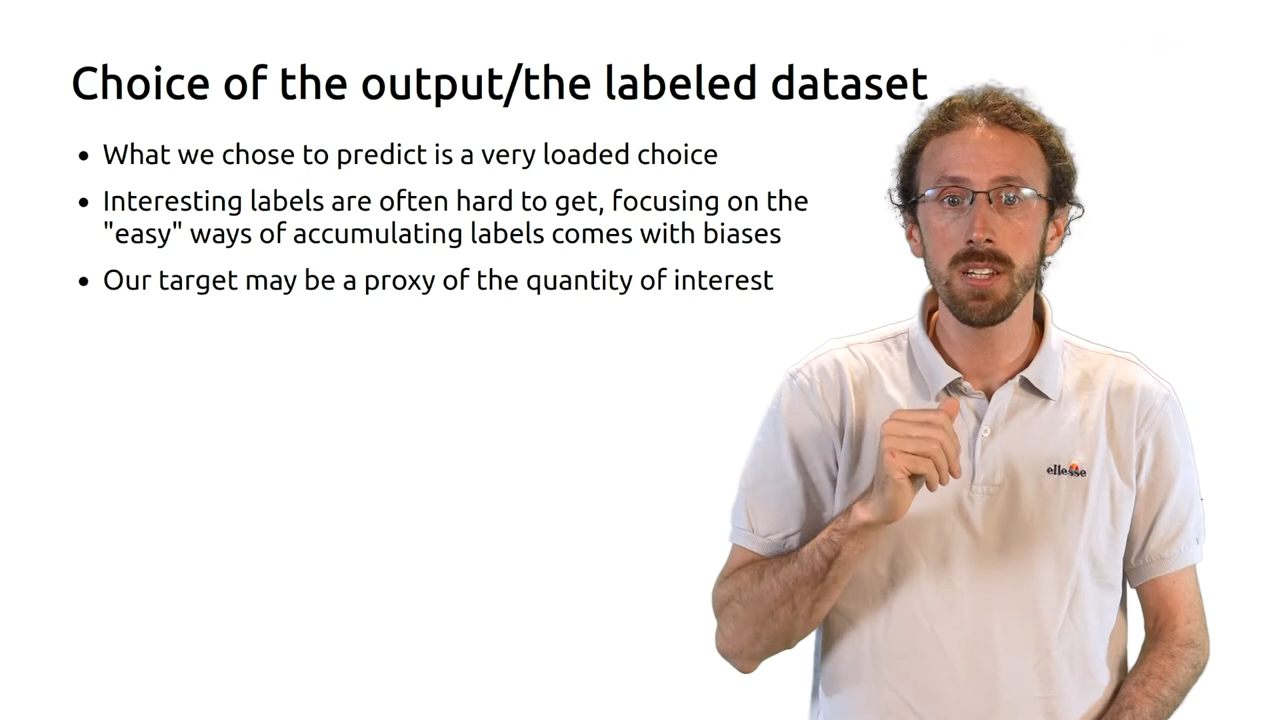 Choice of the output/the labeled dataset
• What we chose to predict is a very loaded choice
• Interesting labels are often hard to get, focusing on the
"easy" ways of accumulating labels comes with biases
• Our target may be a proxy of the quantity of interest
ellesse